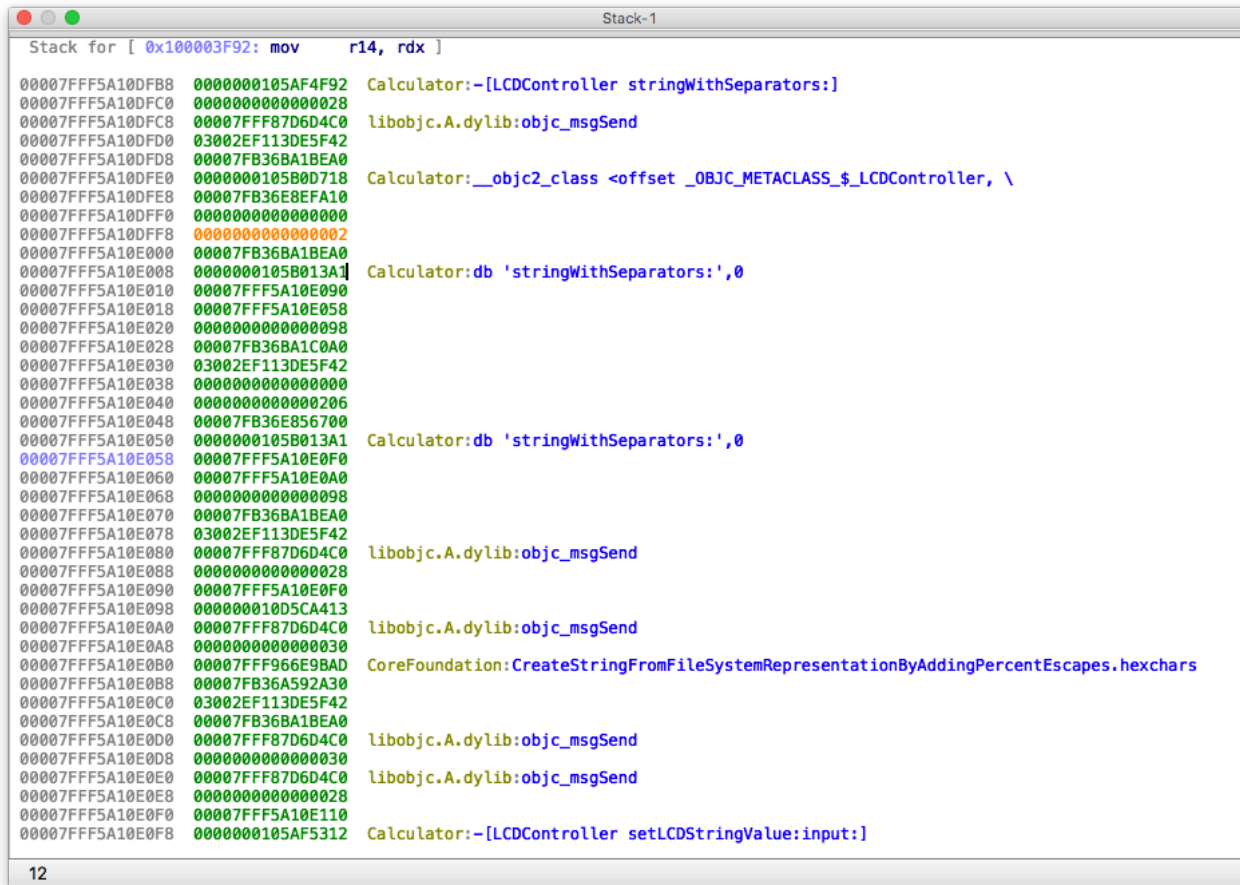 Stack-1
Stack for [ 0x100003F92: mov r14, rdx ]
00007FFF5A10DFB8 0000000105AF4F92 Calculator:-[LCDController stringWithSeparators:]
00007FFF5A10DFC0 0000000000000028
00007FFF5A10DFC8 00007FFF87D6D4C0 libobjc.A.dylib:objc_msgSend
00007FFF5A10DFD0 03002EF113DE5F42
00007FFF5A10DFD8 00007FB36BA1BEA0
00007FFF5A10DFE0 0000000105B0D718 Calculator:__objc2_class <offset _OBJC_METACLASS_$_LCDController, \
00007FFF5A10DFE8 00007FB36E8EFA10
00007FFF5A10DFF0 0000000000000000
00007FFF5A10DFF8 0000000000000002
00007FFF5A10E000 00007FB36BA1BEA0
00007FFF5A10E008 0000000105B013A1 Calculator:db 'stringWithSeparators:',0
00007FFF5A10E010 00007FFF5A10E090
00007FFF5A10E018 00007FFF5A10E058
00007FFF5A10E020 0000000000000098
00007FFF5A10E028 00007FB36BA1C0A0
00007FFF5A10E030 03002EF113DE5F42
00007FFF5A10E038 0000000000000000
00007FFF5A10E040 0000000000000206
00007FFF5A10E048 00007FB36E856700
00007FFF5A10E050 0000000105B013A1 Calculator:db 'stringWithSeparators:',0
00007FFF5A10E058 00007FFF5A10E0F0
00007FFF5A10E060 00007FFF5A10E0A0
00007FFF5A10E068 0000000000000098
00007FFF5A10E070 00007FB36BA1BEA0
00007FFF5A10E078 03002EF113DE5F42
00007FFF5A10E080 00007FFF87D6D4C0 libobjc.A.dylib:objc_msgSend
00007FFF5A10E088 0000000000000028
00007FFF5A10E090 00007FFF5A10E0F0
00007FFF5A10E098 000000010D5CA413
00007FFF5A10E0A0 00007FFF87D6D4C0 libobjc.A.dylib:objc_msgSend
00007FFF5A10E0A8 0000000000000030
00007FFF5A10E0B0 00007FFF966E9BAD CoreFoundation:CreateStringFromFileSystemRepresentationByAddingPercentEscapes.hexchars
00007FFF5A10E0B8 00007FB36A592A30
00007FFF5A10E0C0 03002EF113DE5F42
00007FFF5A10E0C8 00007FB36BA1BEA0
00007FFF5A10E0D0 00007FFF87D6D4C0 libobjc.A.dylib:objc_msgSend
00007FFF5A10E0D8 0000000000000030
00007FFF5A10E0E0 00007FFF87D6D4C0 libobjc.A.dylib:objc_msgSend
00007FFF5A10E0E8 0000000000000028
00007FFF5A10E0F0 00007FFF5A10E110
00007FFF5A10E0F8 0000000105AF5312 Calculator:-[LCDController setLCDStringValue:input:]
12